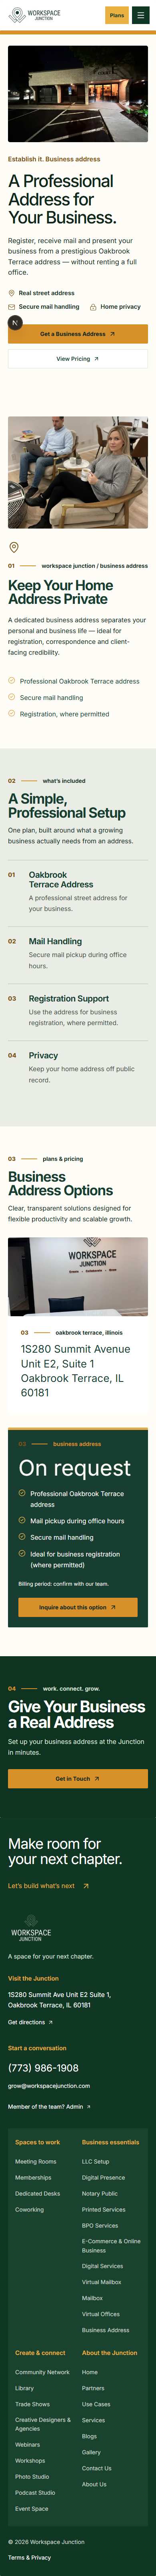 WORKSPACE
JUNCTION
Plans
Establish it. Business address
A Professional
Address for
Your Business.
Register, receive mail and present your
business from a prestigious Oakbrook
Terrace address — without renting a full
office.
Real street address
Secure mail handling
Home privacy
N
Get a Business Address
View Pricing
01
workspace junction / business address
Keep Your Home
Address Private
A dedicated business address separates your
personal and business life — ideal for
registration, correspondence and client-
facing credibility.
Professional Oakbrook Terrace address
Secure mail handling
Registration, where permitted
02
what's included
A Simple,
Professional Setup
One plan, built around what a growing
business actually needs from an address.
01
Oakbrook
Terrace Address
A professional street address for
your business.
02
Mail Handling
Secure mail pickup during office
hours.
03
Registration Support
Use the address for business
registration, where permitted.
04
Privacy
Keep your home address off public
record.
03
plans & pricing
Business
Address Options
Clear, transparent solutions designed for
flexible productivity and scalable growth.
WORKSPACE
JUNCTION
03
oakbrook terrace, illinois
1S280 Summit Avenue
Unit E2, Suite 1
Oakbrook Terrace, IL
60181
03
business address
On request
Professional Oakbrook Terrace
address
Mail pickup during office hours
Secure mail handling
Ideal for business registration
(where permitted)
Billing period: confirm with our team.
Inquire about this option
04
work. connect. grow.
Give Your Business
a Real Address
Set up your business address at the Junction
in minutes.
Get in Touch
Make room for
your next chapter.
Let's build what's next
WORKSPACE
JUNCTION
A space for your next chapter.
Visit the Junction
1S280 Summit Ave Unit E2 Suite 1,
Oakbrook Terrace, IL 60181
Get directions
Start a conversation
(773) 986-1908
grow@workspacejunction.com
Member of the team? Admin
Spaces to work
Meeting Rooms
Memberships
Dedicated Desks
Coworking
Business essentials
LLC Setup
Digital Presence
Notary Public
Printed Services
BPO Services
E-Commerce & Online
Business
Digital Services
Virtual Mailbox
Mailbox
Virtual Offices
Business Address
Create & connect
Community Network
Library
Trade Shows
Creative Designers &
Agencies
Webinars
Workshops
Photo Studio
Podcast Studio
Event Space
About the Junction
Home
Partners
Use Cases
Services
Blogs
Gallery
Contact Us
About Us
© 2026 Workspace Junction
Terms & Privacy